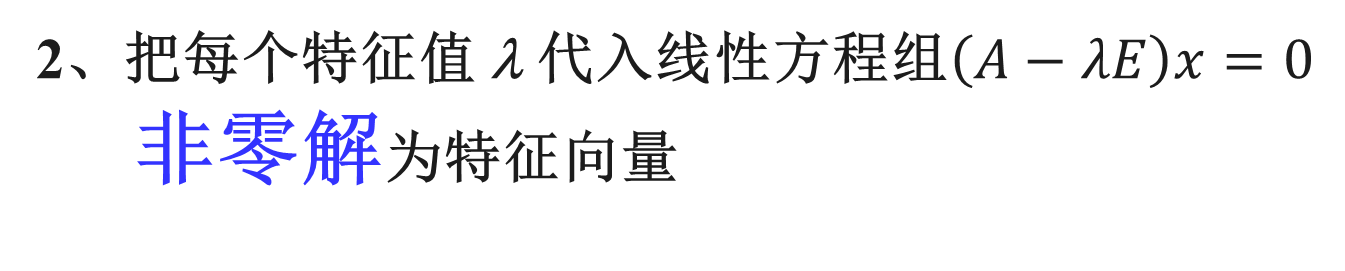 2、把每个特征值 λ 代入线性方程组(A − λE)x = 0
非零解为特征向量